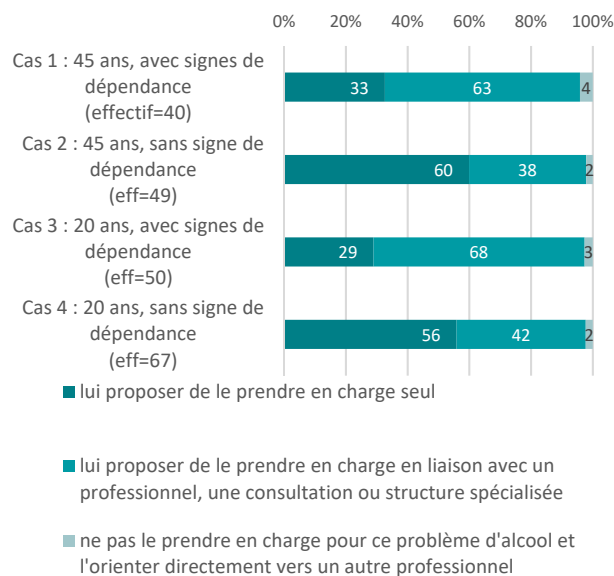 0% 20% 40% 60% 80% 100%
Cas 1 : 45 ans, avec signes de
dépendance
(effectif=40)
33 63 4
Cas 2 : 45 ans, sans signe de
dépendance
(eff=49)
60 38 2
Cas 3 : 20 ans, avec signes de
dépendance
(eff=50)
29 68 3
Cas 4 : 20 ans, sans signe de
dépendance
(eff=67)
56 42 2
lui proposer de le prendre en charge seul
lui proposer de le prendre en charge en liaison avec un
professionnel, une consultation ou structure spécialisée
ne pas le prendre en charge pour ce problème d'alcool et
l'orienter directement vers un autre professionnel